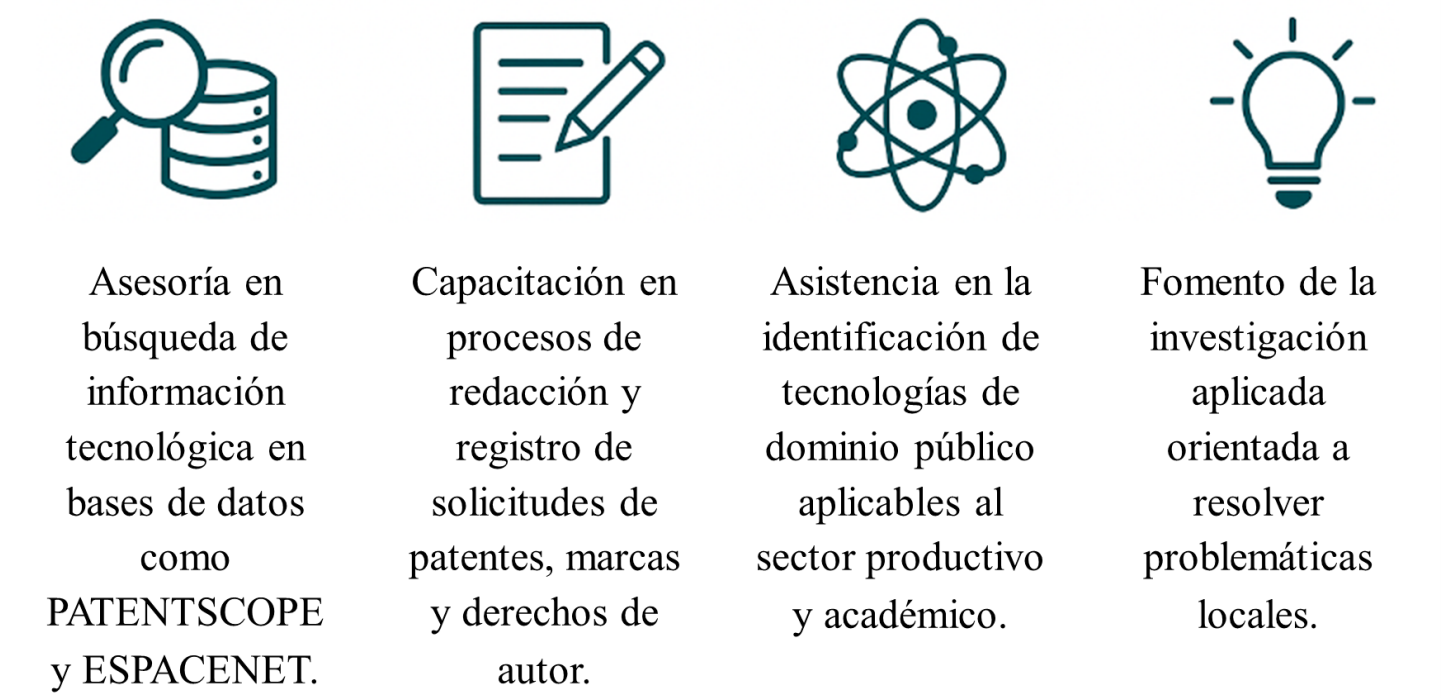 Asesoría en
búsqueda de
información
tecnológica en
bases de datos
como
PATENTSCOPE
y ESPACENET.
Capacitación en
procesos de
redacción y
registro de
solicitudes de
patentes, marcas
y derechos de
autor.
Asistencia en la
identificación de
tecnologías de
dominio público
aplicables al
sector productivo
y académico.
Fomento de la
investigación
aplicada
orientada a
resolver
problemáticas
locales.